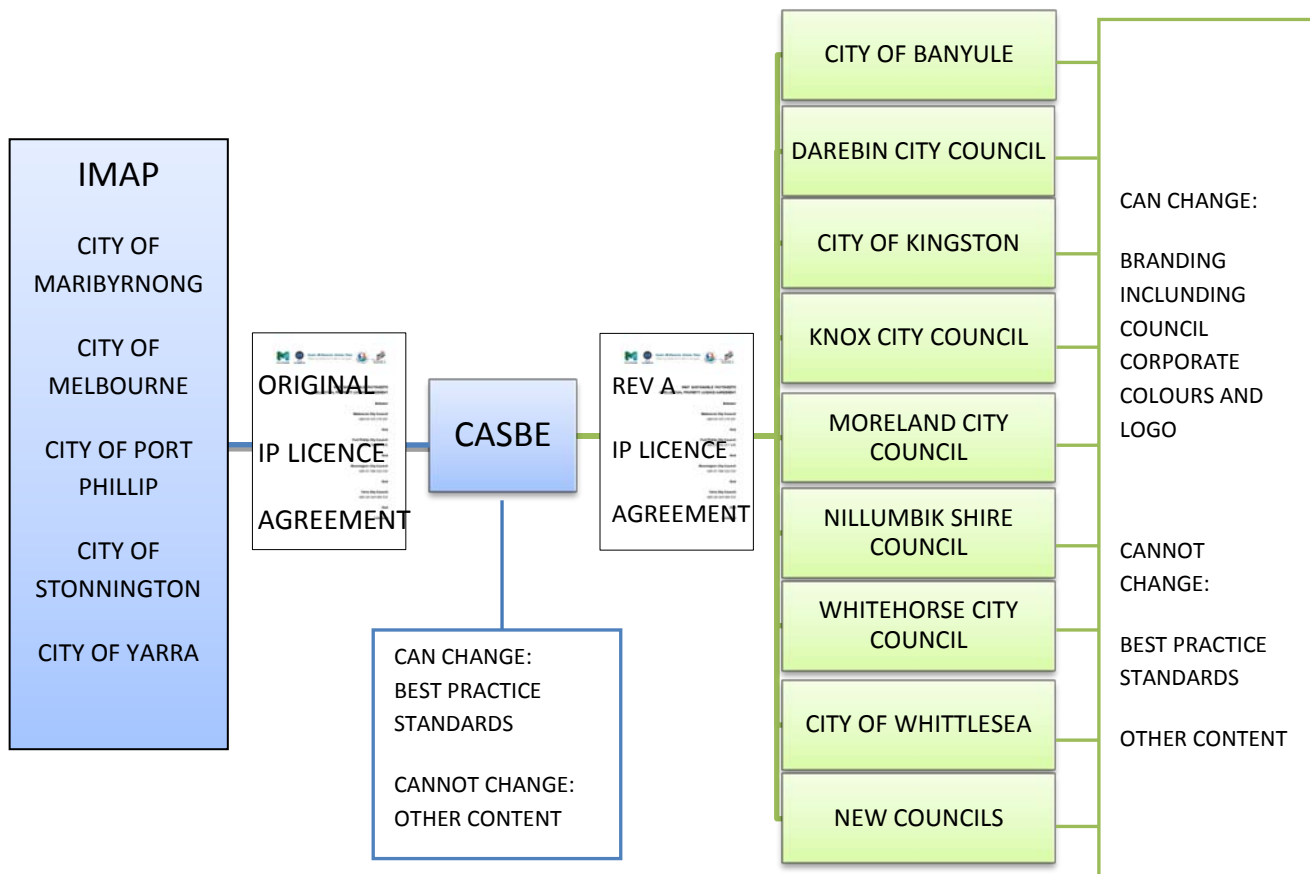 IMAP
CITY OF
MARIBYRNONG
CITY OF
MELBOURNE
CITY OF PORT
PHILLIP
CITY OF
STONNINGTON
CITY OF YARRA
ORIGINAL
IP LICENCE
AGREEMENT
CASBE
CAN CHANGE:
BEST PRACTICE
STANDARDS
CANNOT CHANGE:
OTHER CONTENT
REV A
IP LICENCE
AGREEMENT
CITY OF BANYULE
DAREBIN CITY COUNCIL
CITY OF KINGSTON
KNOX CITY COUNCIL
MORELAND CITY
COUNCIL
NILLUMBIK SHIRE
COUNCIL
WHITEHORSE CITY
COUNCIL
CITY OF WHITTLESEA
NEW COUNCILS
CAN CHANGE:
BRANDING
INCLUNDING
COUNCIL
CORPORATE
COLOURS AND
LOGO
CANNOT
CHANGE:
BEST PRACTICE
STANDARDS
OTHER CONTENT